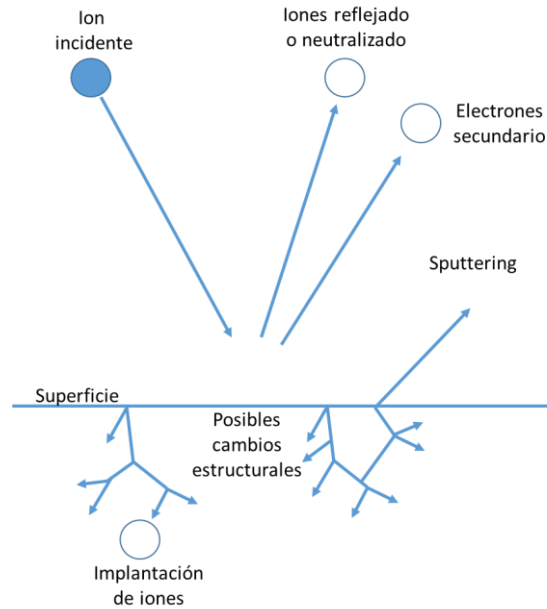 Ion
incidente
Iones reflejado
o neutralizado
Electrones
secundario
Sputtering
Superficie
Posibles
cambios
estructurales
Implantación
de iones